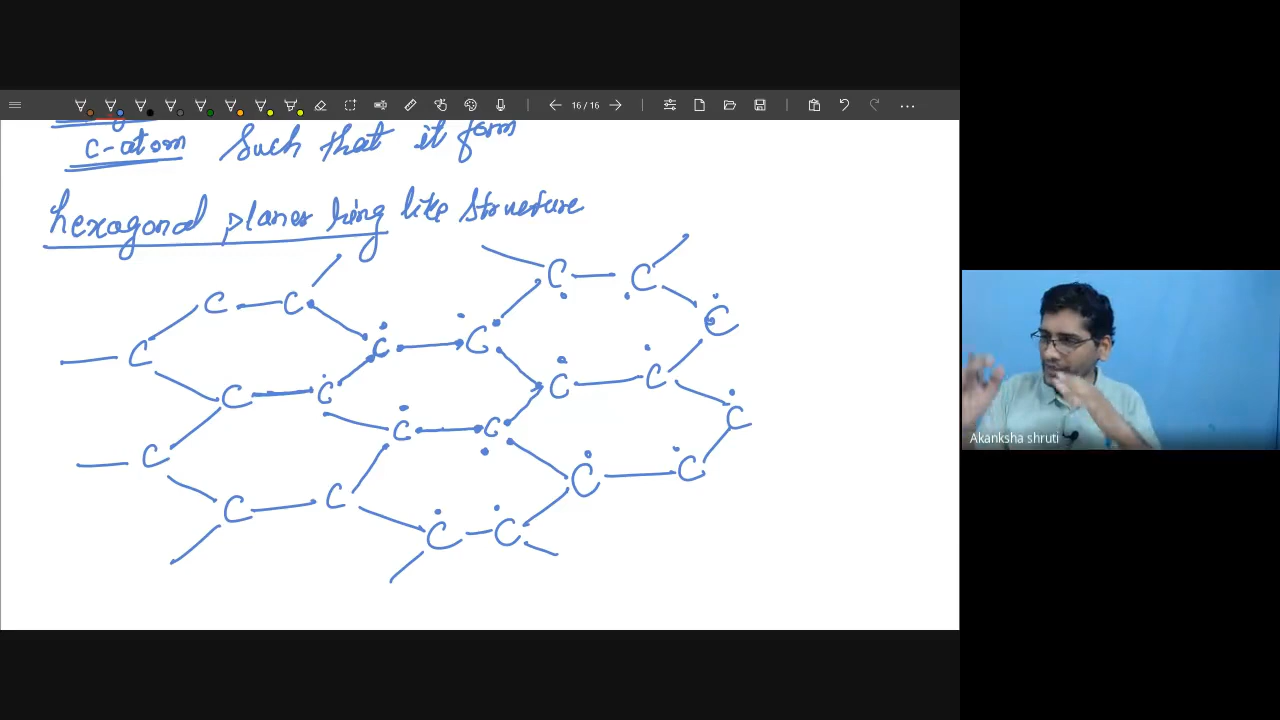 16 / 16
C-atom such that it form
hexagonal planer ring like structure
C C
C C C C
C C C C C C
C C C C
C C C C
C C
Akanksha shruti